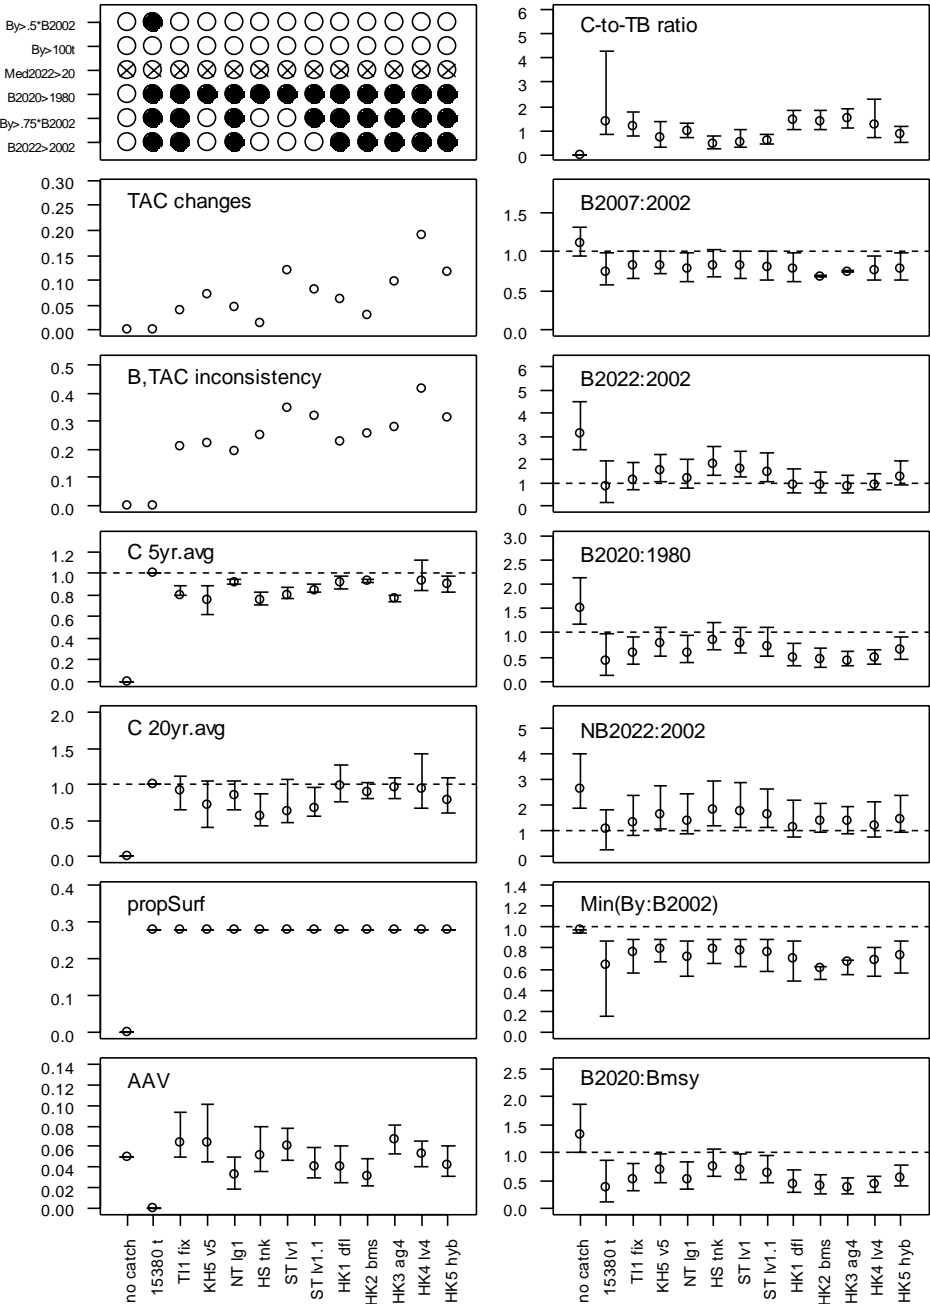 By>.5*B2002
By>100t
Med2022>20
B2020>1980
By>.75*B2002
B2022>2002
TAC changes
0.30
0.25
0.20
0.15
0.10
0.05
0.00
B,TAC inconsistency
0.5
0.4
0.3
0.2
0.1
0.0
C 5yr.avg
1.2
1.0
0.8
0.6
0.4
0.2
0.0
C 20yr.avg
2.0
1.5
1.0
0.5
0.0
propSurf
0.4
0.3
0.2
0.1
0.0
AAV
0.14
0.12
0.10
0.08
0.06
0.04
0.02
0.00
no catch
15380 t
TI1 fix
KH5 v5
NT lg1
HS tnk
ST lv1
ST lv1.1
HK1 dfl
HK2 bms
HK3 ag4
HK4 lv4
HK5 hyb
C-to-TB ratio
6
5
4
3
2
1
0
B2007:2002
1.5
1.0
0.5
0.0
B2022:2002
6
5
4
3
2
1
0
B2020:1980
3.0
2.5
2.0
1.5
1.0
0.5
0.0
NB2022:2002
5
4
3
2
1
0
Min(By:B2002)
1.4
1.2
1.0
0.8
0.6
0.4
0.2
0.0
B2020:Bmsy
2.5
2.0
1.5
1.0
0.5
0.0
no catch
15380 t
TI1 fix
KH5 v5
NT lg1
HS tnk
ST lv1
ST lv1.1
HK1 dfl
HK2 bms
HK3 ag4
HK4 lv4
HK5 hyb